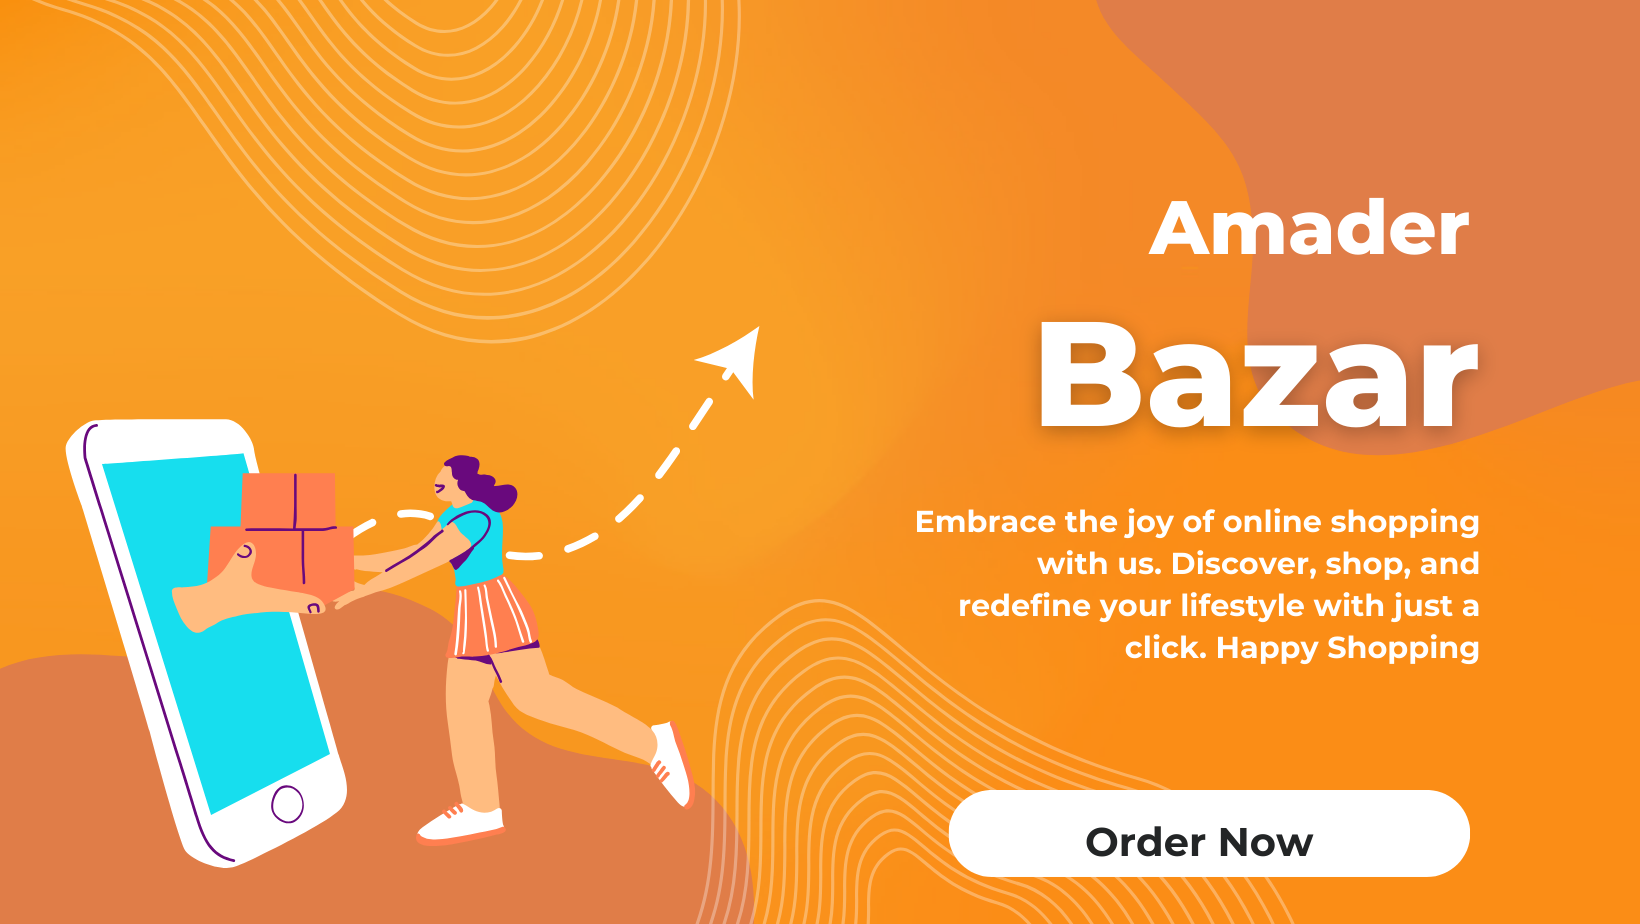 Amader
Bazar
Embrace the joy of online shopping
with us. Discover, shop, and
redefine your lifestyle with just a
click. Happy Shopping
Order Now